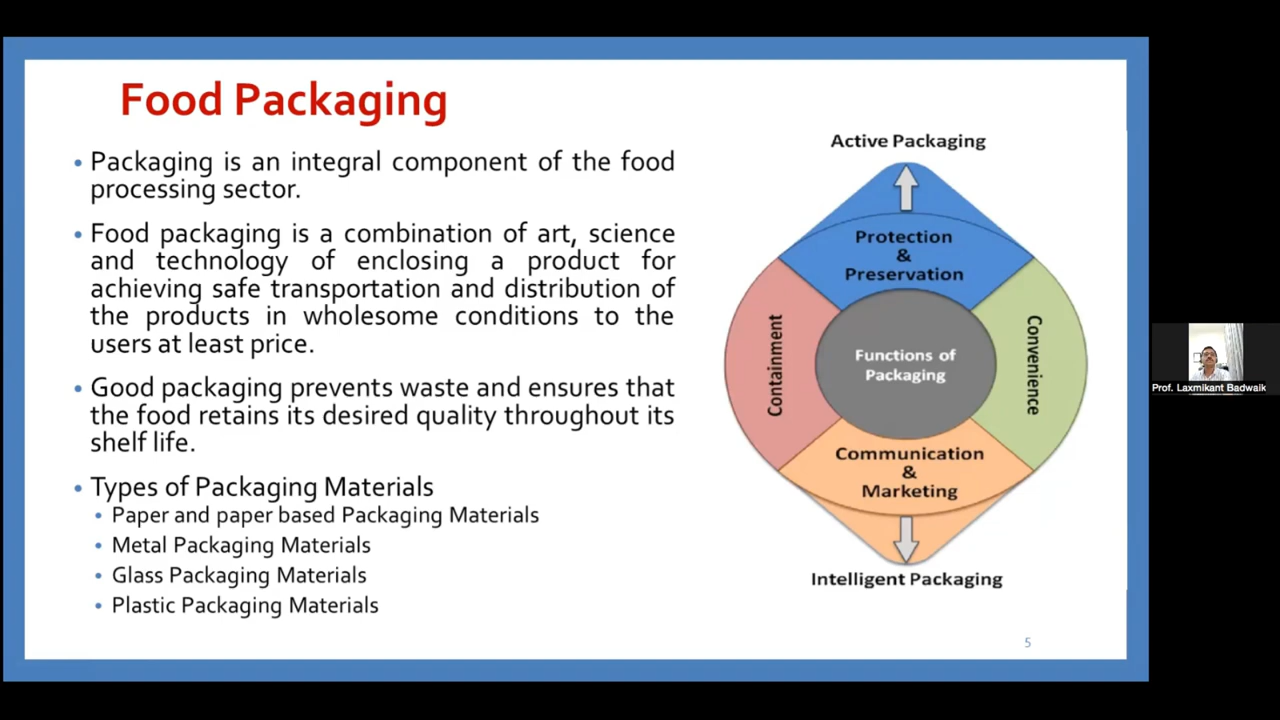 Food Packaging
• Packaging is an integral component of the food
processing sector.
• Food packaging is a combination of art, science
and technology of enclosing a product for
achieving safe transportation and distribution of
the products in wholesome conditions to the
users at least price.
• Good packaging prevents waste and ensures that
the food retains its desired quality throughout its
shelf life.
• Types of Packaging Materials
• Paper and paper based Packaging Materials
• Metal Packaging Materials
• Glass Packaging Materials
• Plastic Packaging Materials
Active Packaging
Protection
&
Preservation
Containment
Functions of
Packaging
Convenience
Communication
&
Marketing
Intelligent Packaging
5
Prof. Laxmikant Badwaik